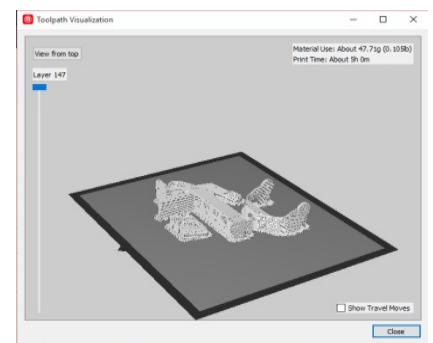 Toolpath Visualization
View from top
Material Use: About 47.71g (0.105lb)
Print Time: About 5h 0m
Layer 147
Show Travel Moves
Close